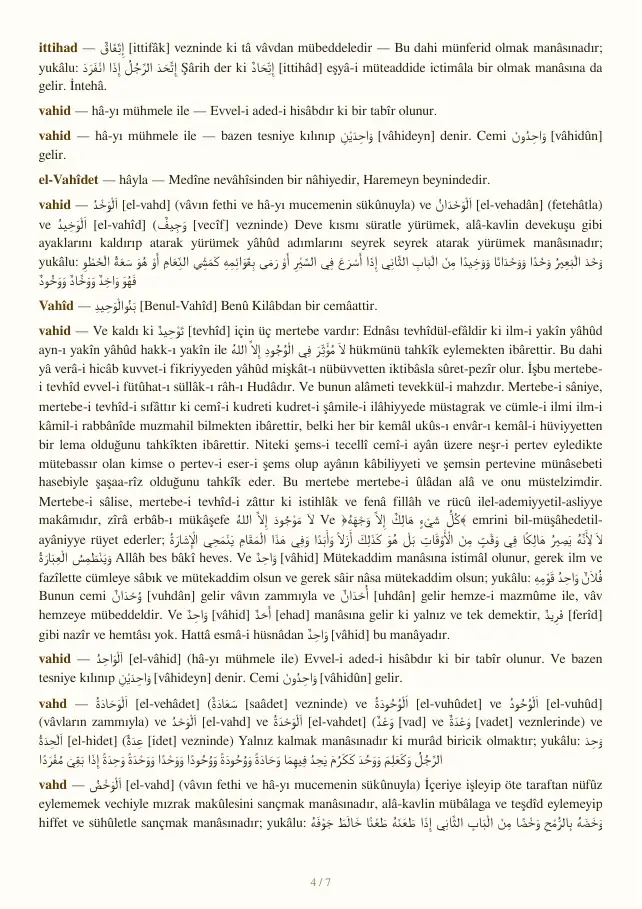 ittihad — إِتِّفَاقٌ [ittifâk] vezninde ki tâ vâvdan mübeddeledir — Bu dahi münferid olmak manâsınadır;
yukâlu: إِتَّحَدَ الرَّجُلُ إِذَا انْفَرَدَ Şârih der ki إِتِّحَادٌ [ittihâd] eşyâ-i müteaddide ictimâla bir olmak manâsına da
gelir. İntehâ.
vahid — hâ-yı mühmele ile — Evvel-i aded-i hisâbdır ki bir tabîr olunur.
vahid — hâ-yı mühmele ile — bazen tesniye kılınıp وَاحِدَيْنِ [vâhideyn] denir. Cemi وَاحِدُونَ [vâhidûn]
gelir.
el-Vahîdet — hâyla — Medîne nevâhîsinden bir nâhiyedir, Haremeyn beynindedir.
vahid — اَلْوَخْدُ [el-vahd] (vâvın fethi ve hâ-yı mucemenin sükûnuyla) ve اَلْوَخَدَانُ [el-vehadân] (fetehâtla)
ve اَلْوَخِيدُ [el-vahîd] (وَجِيفٌ [vecîf] vezninde) Deve kısmı süratle yürümek, alâ-kavlin devekuşu gibi
ayaklarını kaldırıp atarak yürümek yâhûd adımlarını seyrek seyrek atarak yürümek manâsınadır;
yukâlu: وَخَدَ الْبَعِيرُ وَخْدًا وَوَخَدَانًا وَوَخِيدًا مِنَ الْبَابِ الثَّانِي إِذَا أَسْرَعَ فِي السَّيْرِ أَوْ رَمَى بِقَوَائِمِهِ كَمَشْيِ النَّعَامِ أَوْ هُوَ سَعَةُ الْخَطْوِ
فَهُوَ وَاخِدٌ وَوَخَّادٌ وَوَخُودٌ
Vahîd — بَنُوالْوَحِيدِ [Benul-Vahîd] Benû Kilâbdan bir cemâattir.
vahid — Ve kaldı ki تَوْحِيدٌ [tevhîd] için üç mertebe vardır: Ednâsı tevhîdül-efâldir ki ilm-i yakîn yâhûd
ayn-ı yakîn yâhûd hakk-ı yakîn ile لاَ مُؤَثِّرَ فِي الْوُجُودِ إِلاَّ اللهُ hükmünü tahkîk eylemekten ibârettir. Bu dahi
yâ verâ-i hicâb kuvvet-i fikriyyeden yâhûd mişkât-ı nübüvvetten iktibâsla sûret-pezîr olur. İşbu mertebe-
i tevhîd evvel-i fütûhat-ı süllâk-ı râh-ı Hudâdır. Ve bunun alâmeti tevekkül-i mahzdır. Mertebe-i sâniye,
mertebe-i tevhîd-i sıfâttır ki cemî-i kudreti kudret-i şâmile-i ilâhiyyede müstagrak ve cümle-i ilmi ilm-i
kâmil-i rabbânîde muzmahil bilmekten ibârettir, belki her bir kemâl ukûs-ı envâr-ı kemâl-i hüviyyetten
bir lema olduğunu tahkîkten ibârettir. Niteki şems-i tecellî cemî-i ayân üzere neşr-i pertev eyledikte
mütebassır olan kimse o pertev-i eser-i şems olup ayânın kâbiliyyeti ve şemsin pertevine münâsebeti
hasebiyle şaşaa-rîz olduğunu tahkîk eder. Bu mertebe mertebe-i ûlâdan alâ ve onu müstelzimdir.
Mertebe-i sâlise, mertebe-i tevhîd-i zâttır ki istihlâk ve fenâ fillâh ve rücû ilel-ademiyyetil-asliyye
makâmıdır, zîrâ erbâb-ı mükâşefe لاَ مَوْجُودَ إِلاَّ اللهُ Ve ﴿كُلُّ شَيْءٍ هَالِكٌ إِلاَّ وَجْهَهُ﴾ emrini bil-müşâhedetil-
ayâniyye rüyet ederler; لاَ لِأَنَّهُ يَصِيرُ هَالِكًا فِي وَقْتٍ مِنَ الْأَوْقَاتِ بَلْ هُوَ كَذَلِكَ أَزَلاً وَأَبَدًا وَفِي هَذَا الْمَقَامِ يَنْمَحِي الْإِشَارَةُ
وَيَنْطَمِسُ الْعِبَارَةُ Allâh bes bâkî heves. Ve وَاحِدٌ [vâhid] Mütekaddim manâsına istimâl olunur, gerek ilm ve
fazîlette cümleye sâbık ve mütekaddim olsun ve gerek sâir nâsa mütekaddim olsun; yukâlu: فُلاَنٌ وَاحِدُ قَوْمِهِ
Bunun cemi وُحْدَانٌ [vuhdân] gelir vâvın zammıyla ve أُحْدَانٌ [uhdân] gelir hemze-i mazmûme ile, vâv
hemzeye mübeddeldir. Ve وَاحِدٌ [vâhid] أَحَدٌ [ehad] manâsına gelir ki yalnız ve tek demektir, فَرِيدٌ [ferîd]
gibi nazîr ve hemtâsı yok. Hattâ esmâ-i hüsnâdan وَاحِدٌ [vâhid] bu manâyadır.
vahid — اَلْوَاحِدُ [el-vâhid] (hâ-yı mühmele ile) Evvel-i aded-i hisâbdır ki bir tabîr olunur. Ve bazen
tesniye kılınıp وَاحِدَيْنِ [vâhideyn] denir. Cemi وَاحِدُونَ [vâhidûn] gelir.
vahd — اَلْوَحَادَةُ [el-vehâdet] (سَعَادَةٌ [saâdet] vezninde) ve اَلْوُحُودَةُ [el-vuhûdet] ve اَلْوُحُودُ [el-vuhûd]
(vâvların zammıyla) ve اَلْوَحْدُ [el-vahd] ve اَلْوَحْدَةُ [el-vahdet] (وَعْدٌ [vad] ve وَعْدَةٌ [vadet] veznlerinde) ve
اَلْحِدَةُ [el-hidet] (عِدَةٌ [idet] vezninde) Yalnız kalmak manâsınadır ki murâd biricik olmaktır; yukâlu: وَحِدَ
الرَّجُلُ وَكَعَلِمَ وَوَحُدَ كَكَرُمَ يَحِدُ فِيهِمَا وَحَادَةً وَوُحُودَةً وَوُحُودًا وَوَحْدًا وَوَحْدَةً وَحِدَةً إِذَا بَقِيَ مُفْرَدًا
vahd — اَلْوَخْضُ [el-vahd] (vâvın fethi ve hâ-yı mucemenin sükûnuyla) İçeriye işleyip öte taraftan nüfûz
eylememek vechiyle mızrak makûlesini sançmak manâsınadır, alâ-kavlin mübâlaga ve teşdîd eylemeyip
hiffet ve sühûletle sançmak manâsınadır; yukâlu: وَخَضَهُ بِالرُّمْحِ وَخْضًا مِنَ الْبَابِ الثَّانِي إِذَا طَعَنَهُ طَعْنًا خَالَطَ جَوْفَهُ
4 / 7